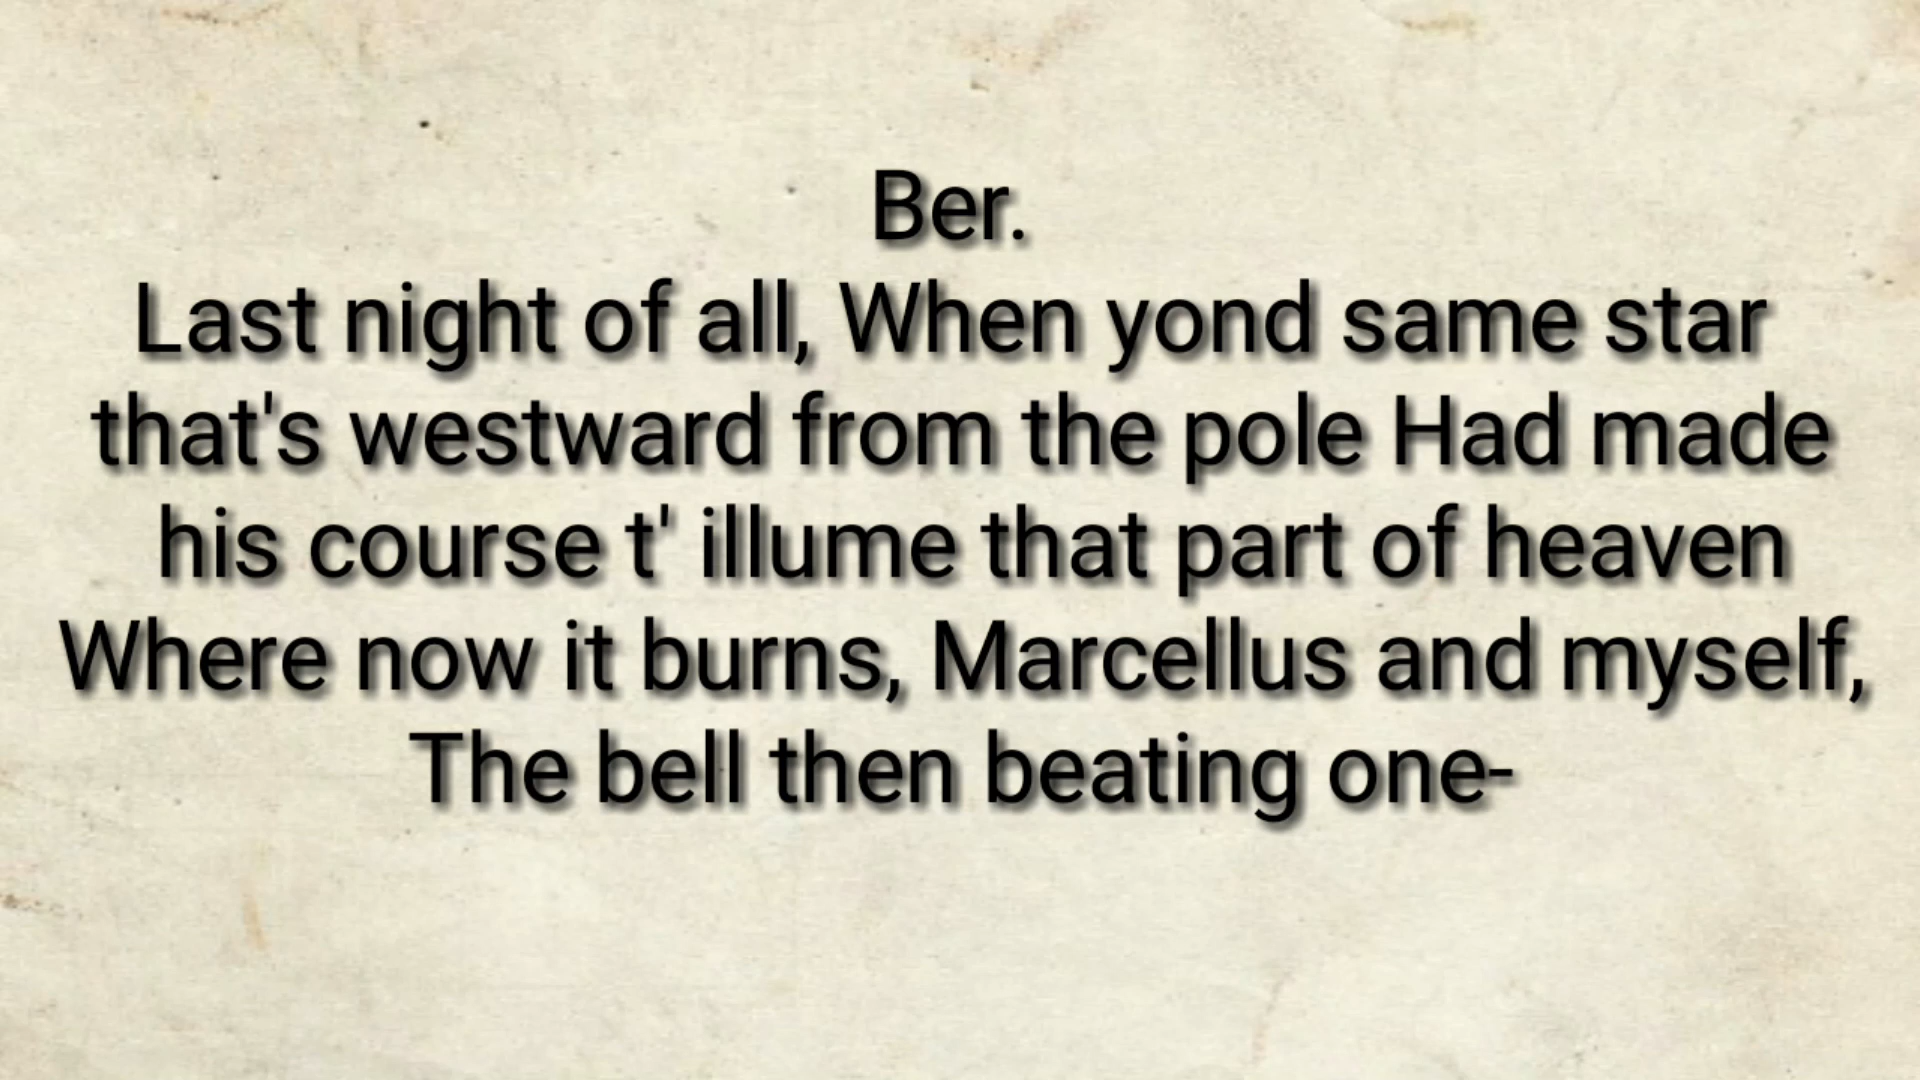 Ber.
Last night of all, When yond same star
that's westward from the pole Had made
his course t' illume that part of heaven
Where now it burns, Marcellus and myself,
The bell then beating one-